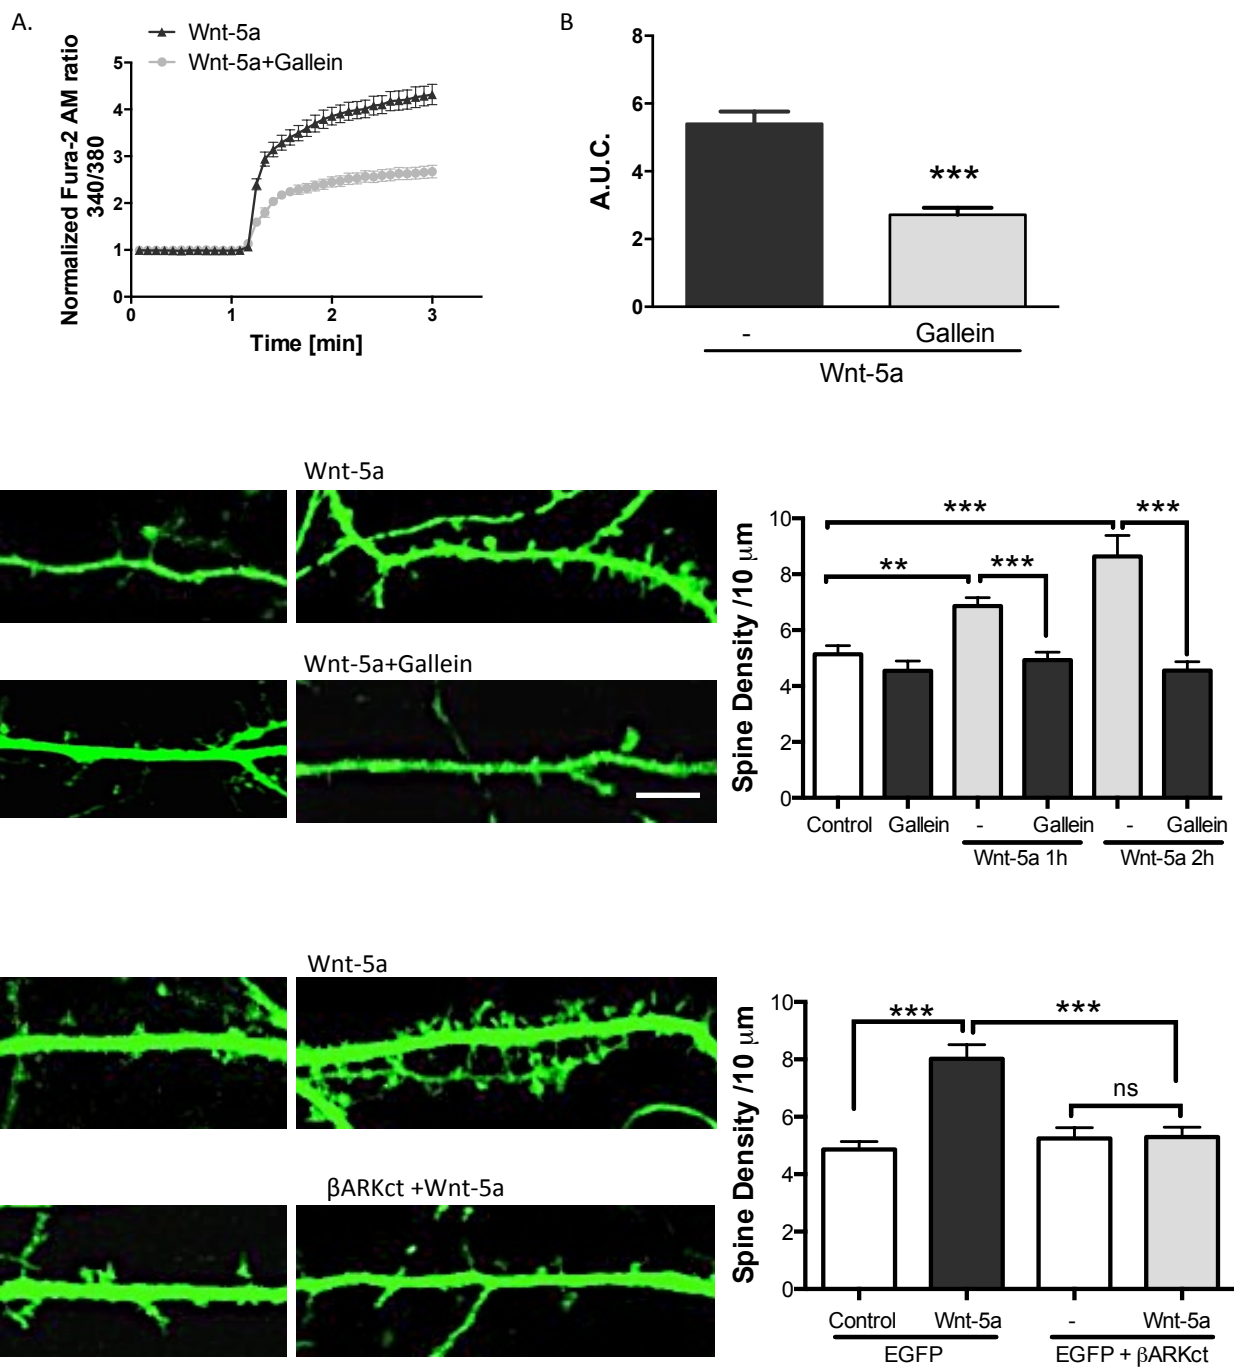 A.
Wnt-5a
Wnt-5a+Gallein
Normalized Fura-2 AM ratio
340/380
5
4
3
2
1
0
0 1 2 3
Time [min]
B
A.U.C.
8
6
4
2
0
***
- Gallein
Wnt-5a
Wnt-5a
Wnt-5a+Gallein
Spine Density /10 μm
10
8
6
4
2
0
*** ***
** ***
Control Gallein - Gallein - Gallein
Wnt-5a 1h Wnt-5a 2h
Wnt-5a
βARKct +Wnt-5a
Spine Density /10 μm
10
8
6
4
2
0
*** ***
ns
Control Wnt-5a - Wnt-5a
EGFP EGFP + βARKct